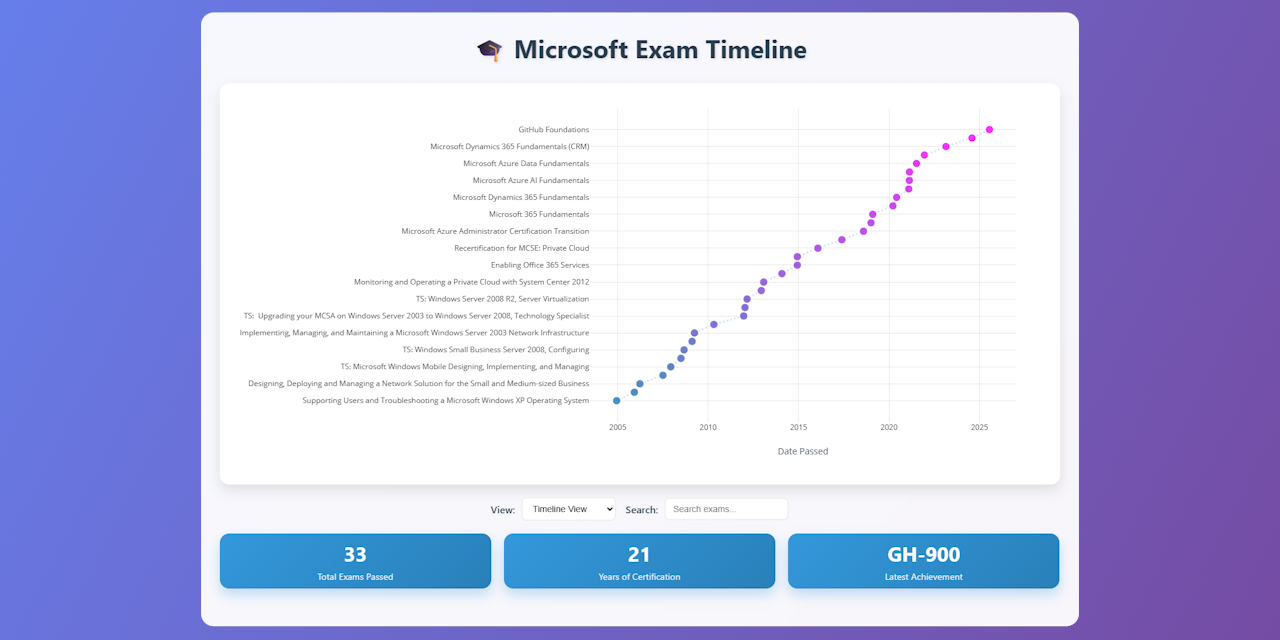 Microsoft Exam Timeline
GitHub Foundations
Microsoft Dynamics 365 Fundamentals (CRM)
Microsoft Azure Data Fundamentals
Microsoft Azure AI Fundamentals
Microsoft Dynamics 365 Fundamentals
Microsoft 365 Fundamentals
Microsoft Azure Administrator Certification Transition
Recertification for MCSE: Private Cloud
Enabling Office 365 Services
Monitoring and Operating a Private Cloud with System Center 2012
TS: Windows Server 2008 R2, Server Virtualization
TS:  Upgrading your MCSA on Windows Server 2003 to Windows Server 2008, Technology Specialist
Implementing, Managing, and Maintaining a Microsoft Windows Server 2003 Network Infrastructure
TS: Windows Small Business Server 2008, Configuring
TS: Microsoft Windows Mobile Designing, Implementing, and Managing
Designing, Deploying and Managing a Network Solution for the Small and Medium-sized Business
Supporting Users and Troubleshooting a Microsoft Windows XP Operating System
2005 2010 2015 2020 2025
Date Passed
View: Timeline View Search: Search exams...
33 21 GH-900
Total Exams Passed Years of Certification Latest Achievement